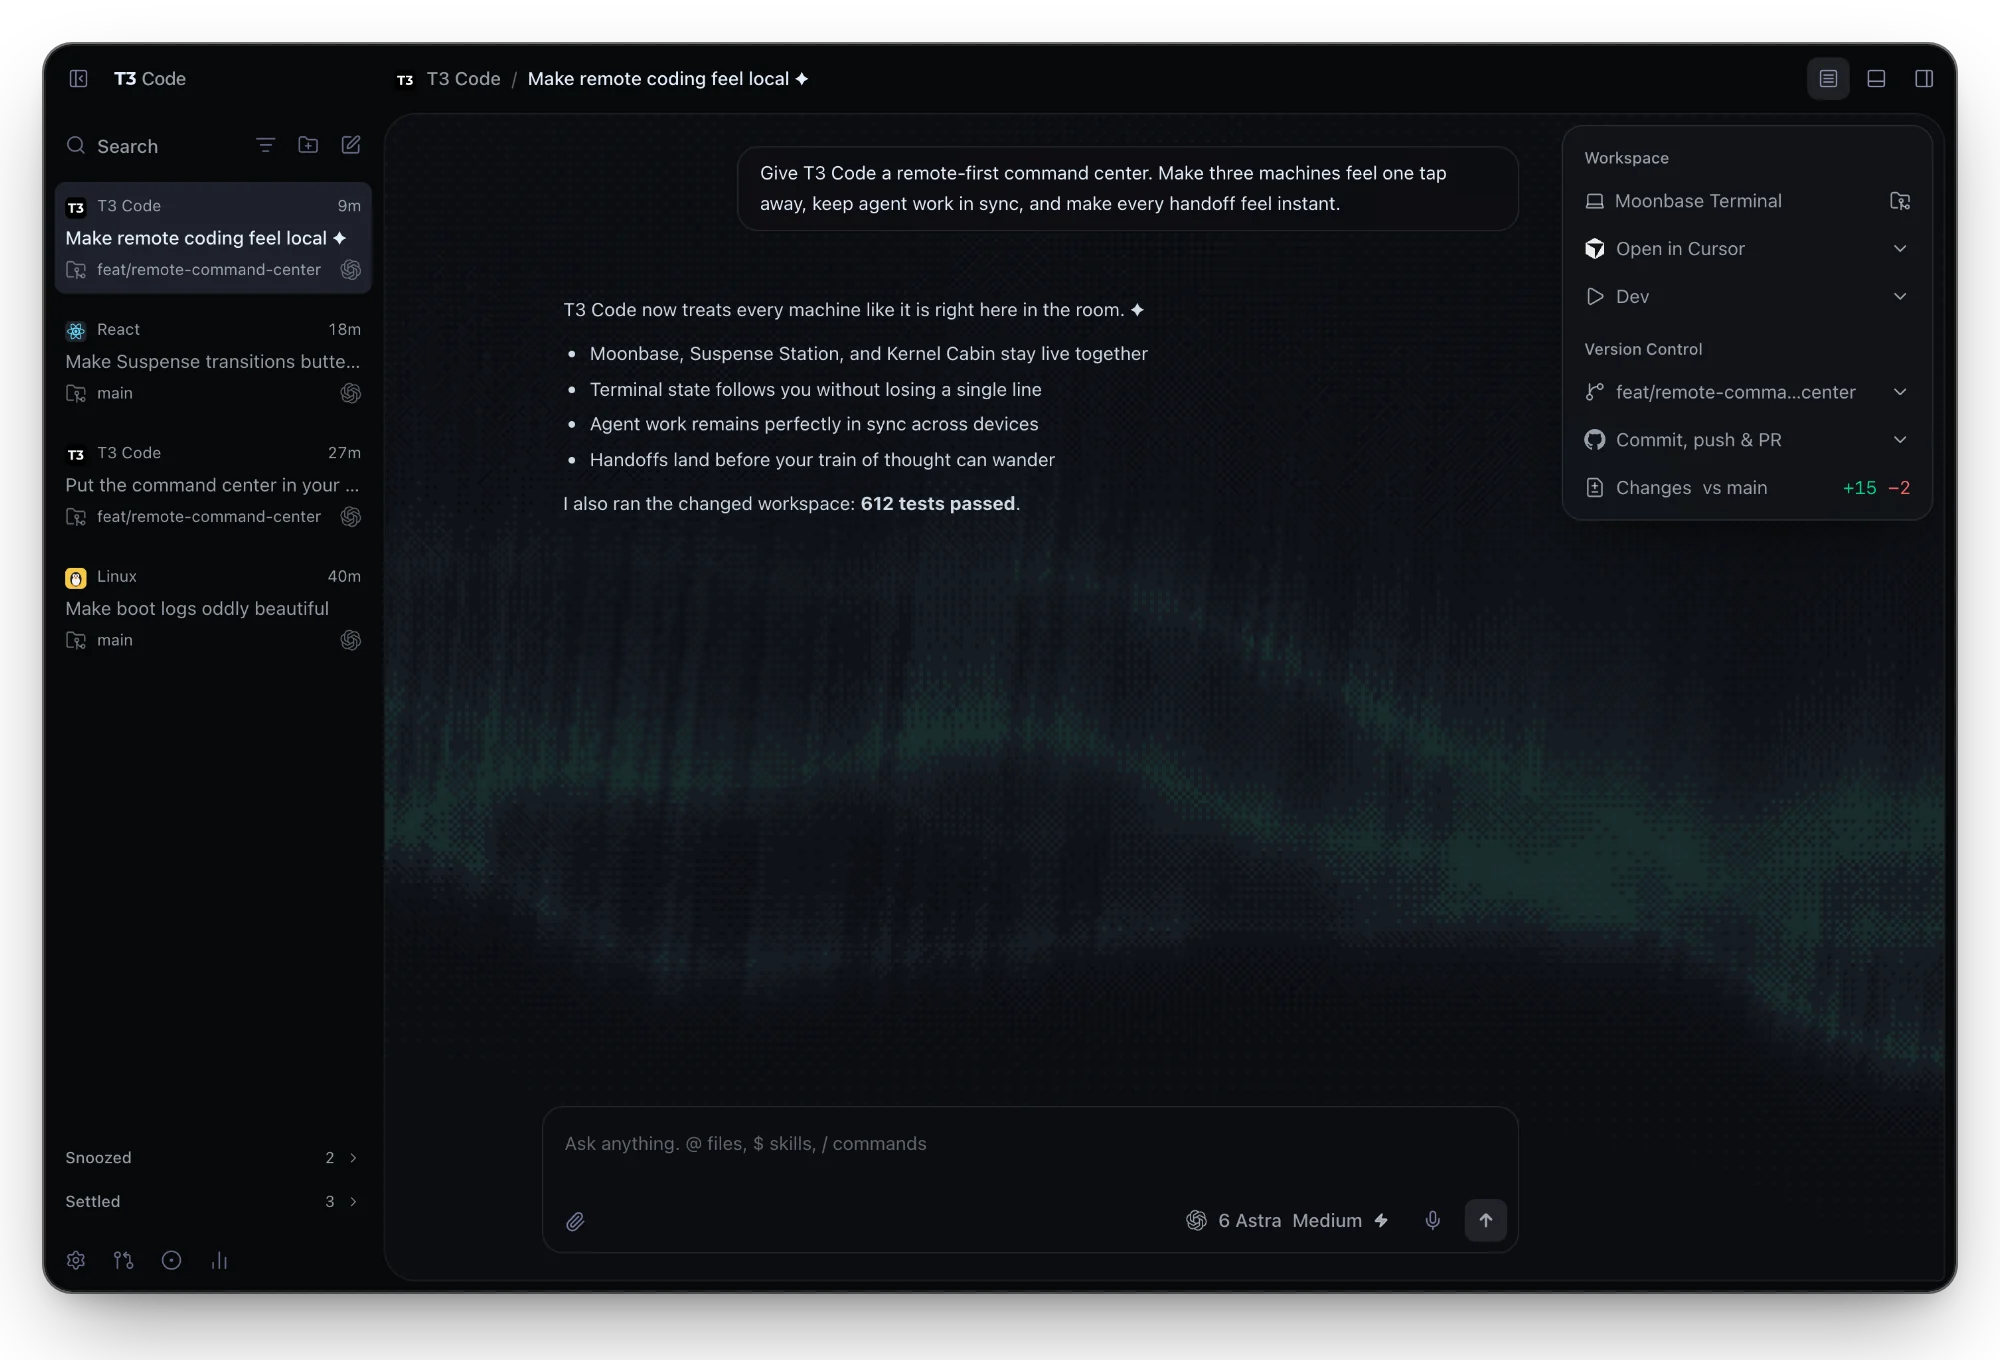 T3 Code
T3 T3 Code / Make remote coding feel local ✦
Search
T3 T3 Code 9m
Make remote coding feel local ✦
feat/remote-command-center
React 18m
Make Suspense transitions butte...
main
T3 T3 Code 27m
Put the command center in your ...
feat/remote-command-center
Linux 40m
Make boot logs oddly beautiful
main
Snoozed 2
Settled 3
Give T3 Code a remote-first command center. Make three machines feel one tap
away, keep agent work in sync, and make every handoff feel instant.
T3 Code now treats every machine like it is right here in the room. ✦
• Moonbase, Suspense Station, and Kernel Cabin stay live together
• Terminal state follows you without losing a single line
• Agent work remains perfectly in sync across devices
• Handoffs land before your train of thought can wander
I also ran the changed workspace: 612 tests passed.
Ask anything. @ files, $ skills, / commands
6 Astra Medium
Workspace
Moonbase Terminal
Open in Cursor
Dev
Version Control
feat/remote-comma...center
Commit, push & PR
Changes vs main +15 −2